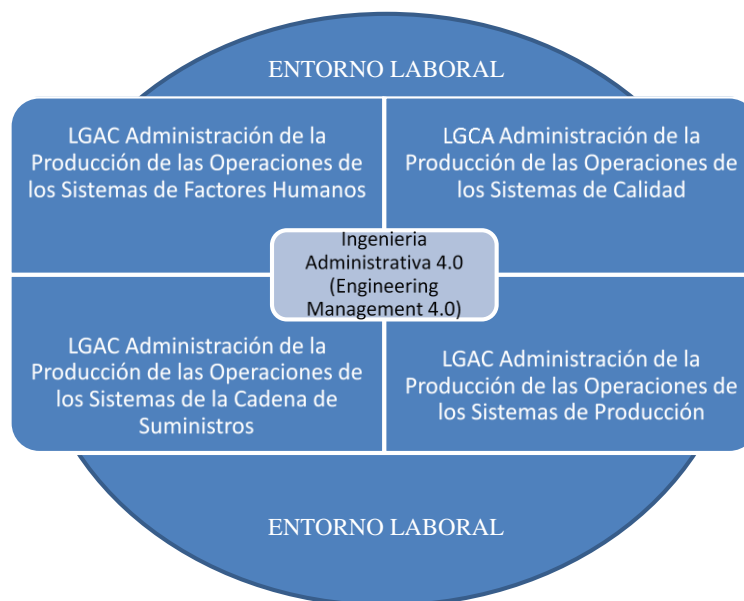 ENTORNO LABORAL
LGAC Administración de la
Producción de las Operaciones de
los Sistemas de Factores Humanos
LGCA Administración de la
Producción de las Operaciones de
los Sistemas de Calidad
Ingenieria
Administrativa 4.0
(Engineering
Management 4.0)
LGAC Administración de la
Producción de las Operaciones de
los Sistemas de la Cadena de
Suministros
LGAC Administración de la
Producción de las Operaciones de
los Sistemas de Producción
ENTORNO LABORAL